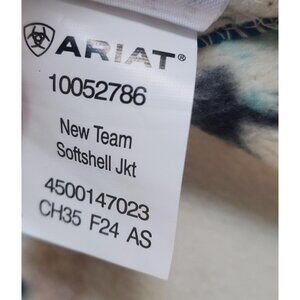 ARIAT®
10052786
New Team
Softshell Jkt
4500147023
CH35 F24 AS